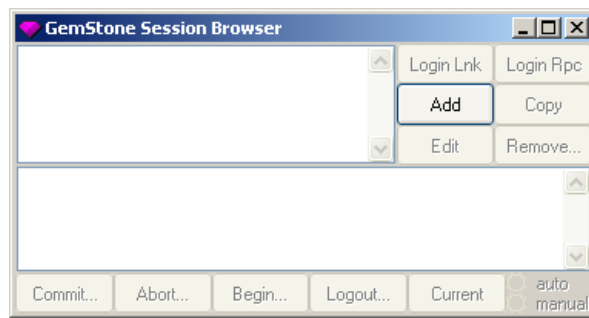 GemStone Session Browser
Login Lnk Login Rpc
Add Copy
Edit Remove...
Commit... Abort... Begin... Logout... Current auto
manual